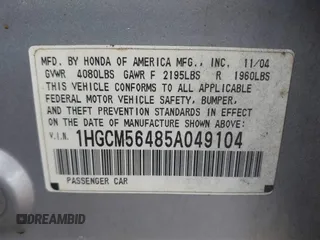 MFD. BY HONDA OF AMERICA MFG., INC. 11/04
GVWR 4080LBS GAWR F 2195LBS R 1960LBS
THIS VEHICLE CONFORMS TO ALL APPLICABLE
FEDERAL MOTOR VEHICLE SAFETY, BUMPER,
AND THEFT PREVENTION STANDARDS IN EFFECT
ON THE DATE OF MANUFACTURE SHOWN ABOVE.
V.I.N. 1HGCM56485A049104
PASSENGER CAR
©DREAMBID